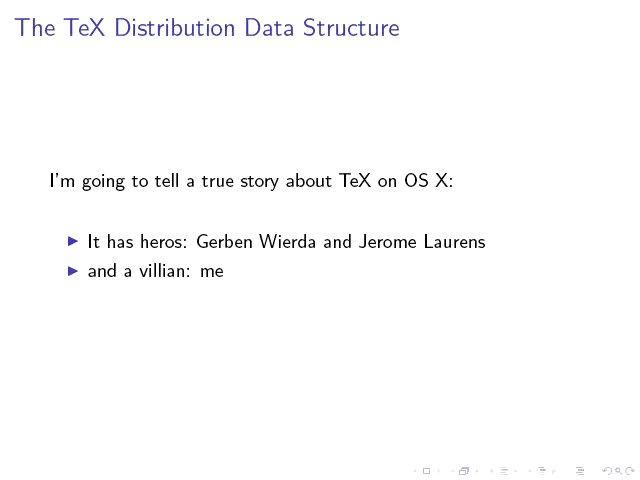 The TeX Distribution Data Structure
I'm going to tell a true story about TeX on OS X:
It has heros: Gerben Wierda and Jerome Laurens
and a villian: me